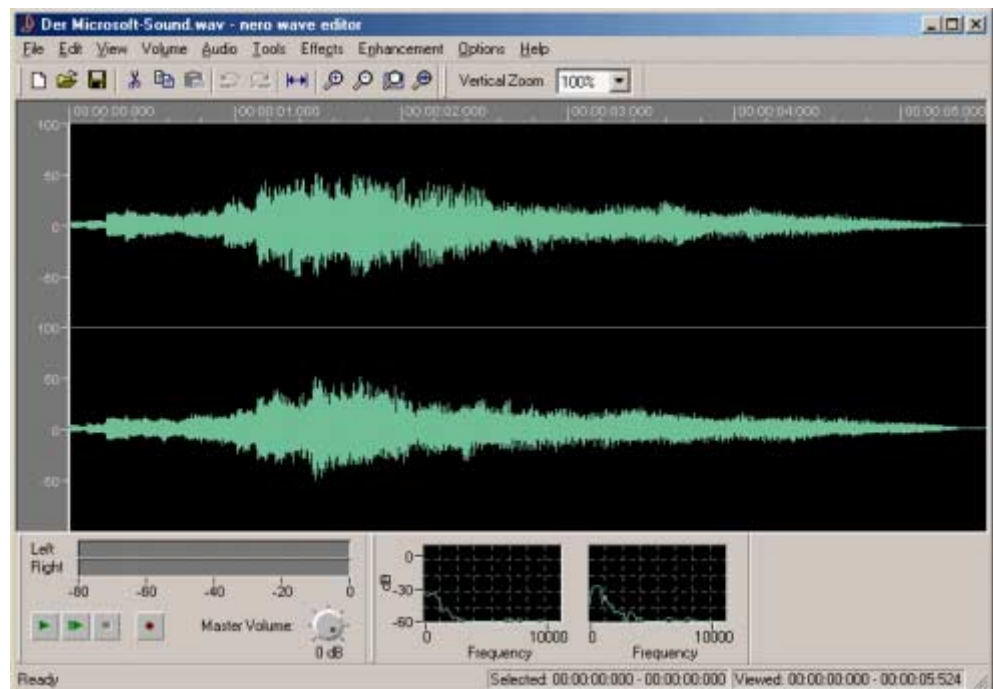 Der Microsoft-Sound.wav - nero wave editor
File Edit View Volume Audio Tools Effects Enhancement Options Help
Vertical Zoom 100%
00:00:00:000 00:00:01:000 00:00:02:000 00:00:03:000 00:00:04:000 00:00:05:000
100
50
0
-50
100
50
0
-50
Left
Right
-80 -60 -40 -20 0
Master Volume:
0 dB
dB
0
-30
-60
0 10000 0 10000
Frequency Frequency
Ready Selected: 00:00:00:000 - 00:00:00:000 Viewed: 00:00:00:000 - 00:00:05:524